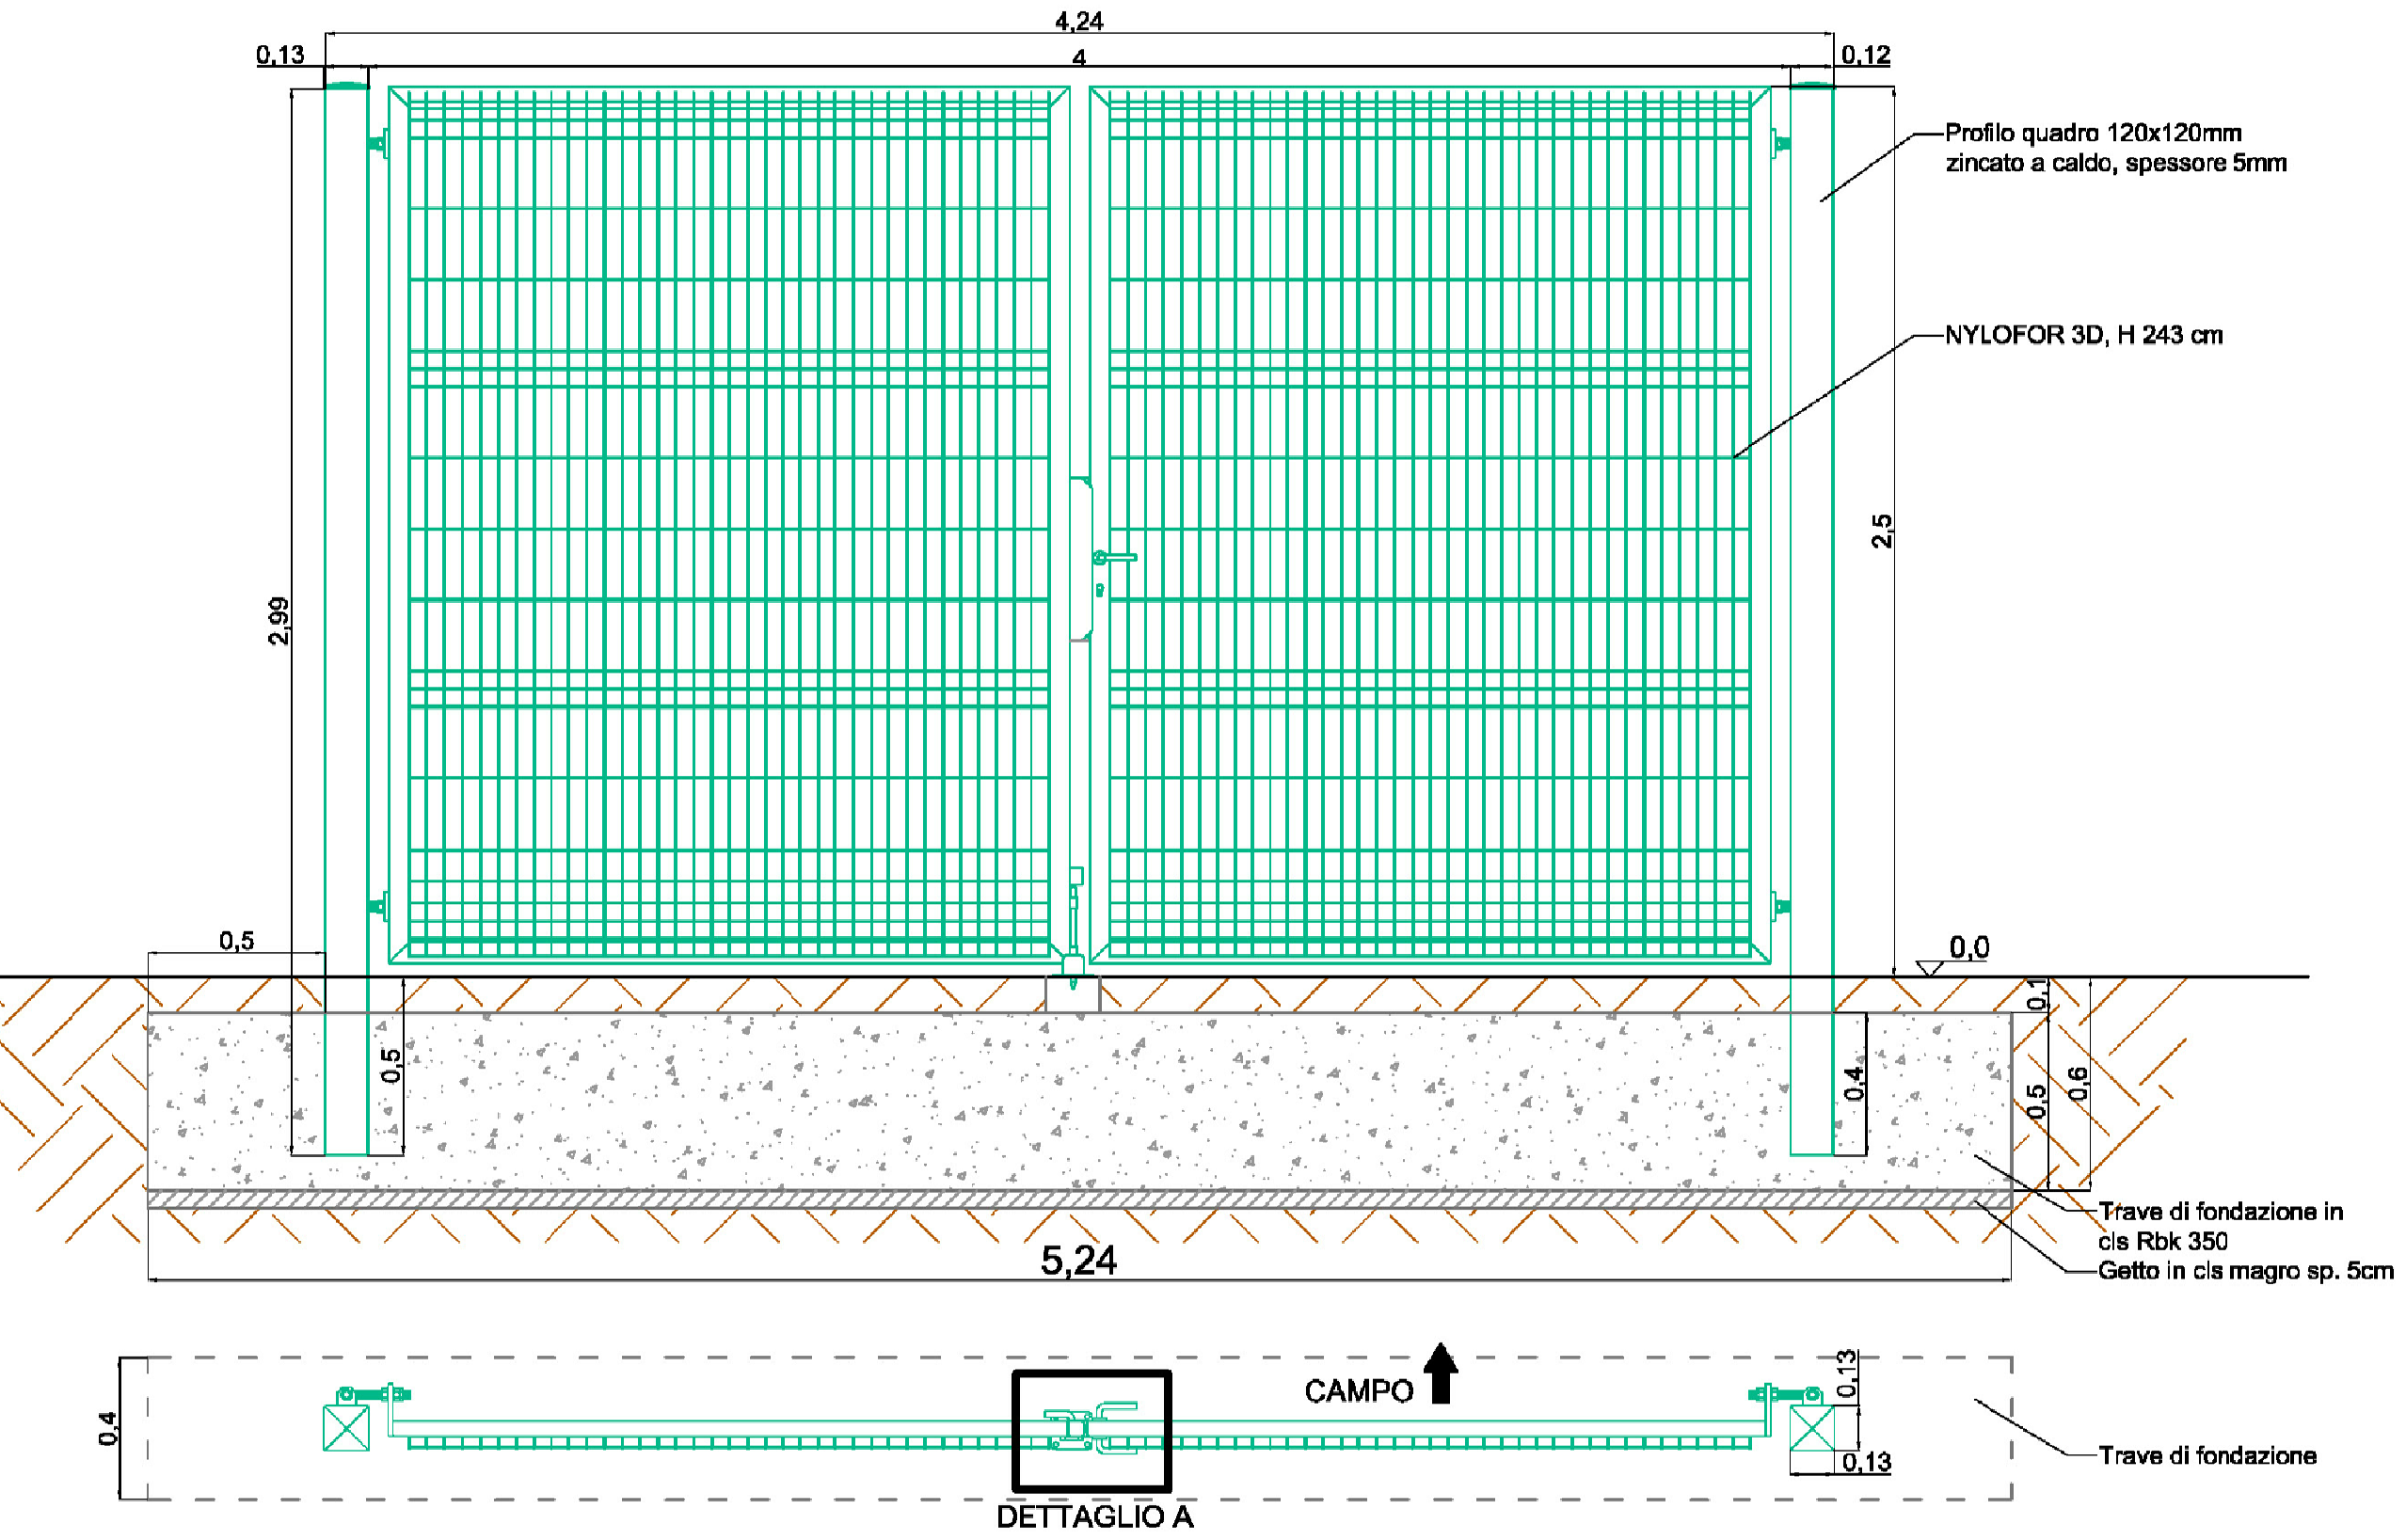 4,24
0,13
4
0,12
Profilo quadro 120x120mm
zincato a caldo, spessore 5mm
NYLOFOR 3D, H 243 cm
2,5
2,99
0,5
0,0
0,1
0,5
0,4
0,5
0,6
Trave di fondazione in
cls Rbk 350
Getto in cls magro sp. 5cm
5,24
CAMPO
0,13
0,4
0,13
Trave di fondazione
DETTAGLIO A